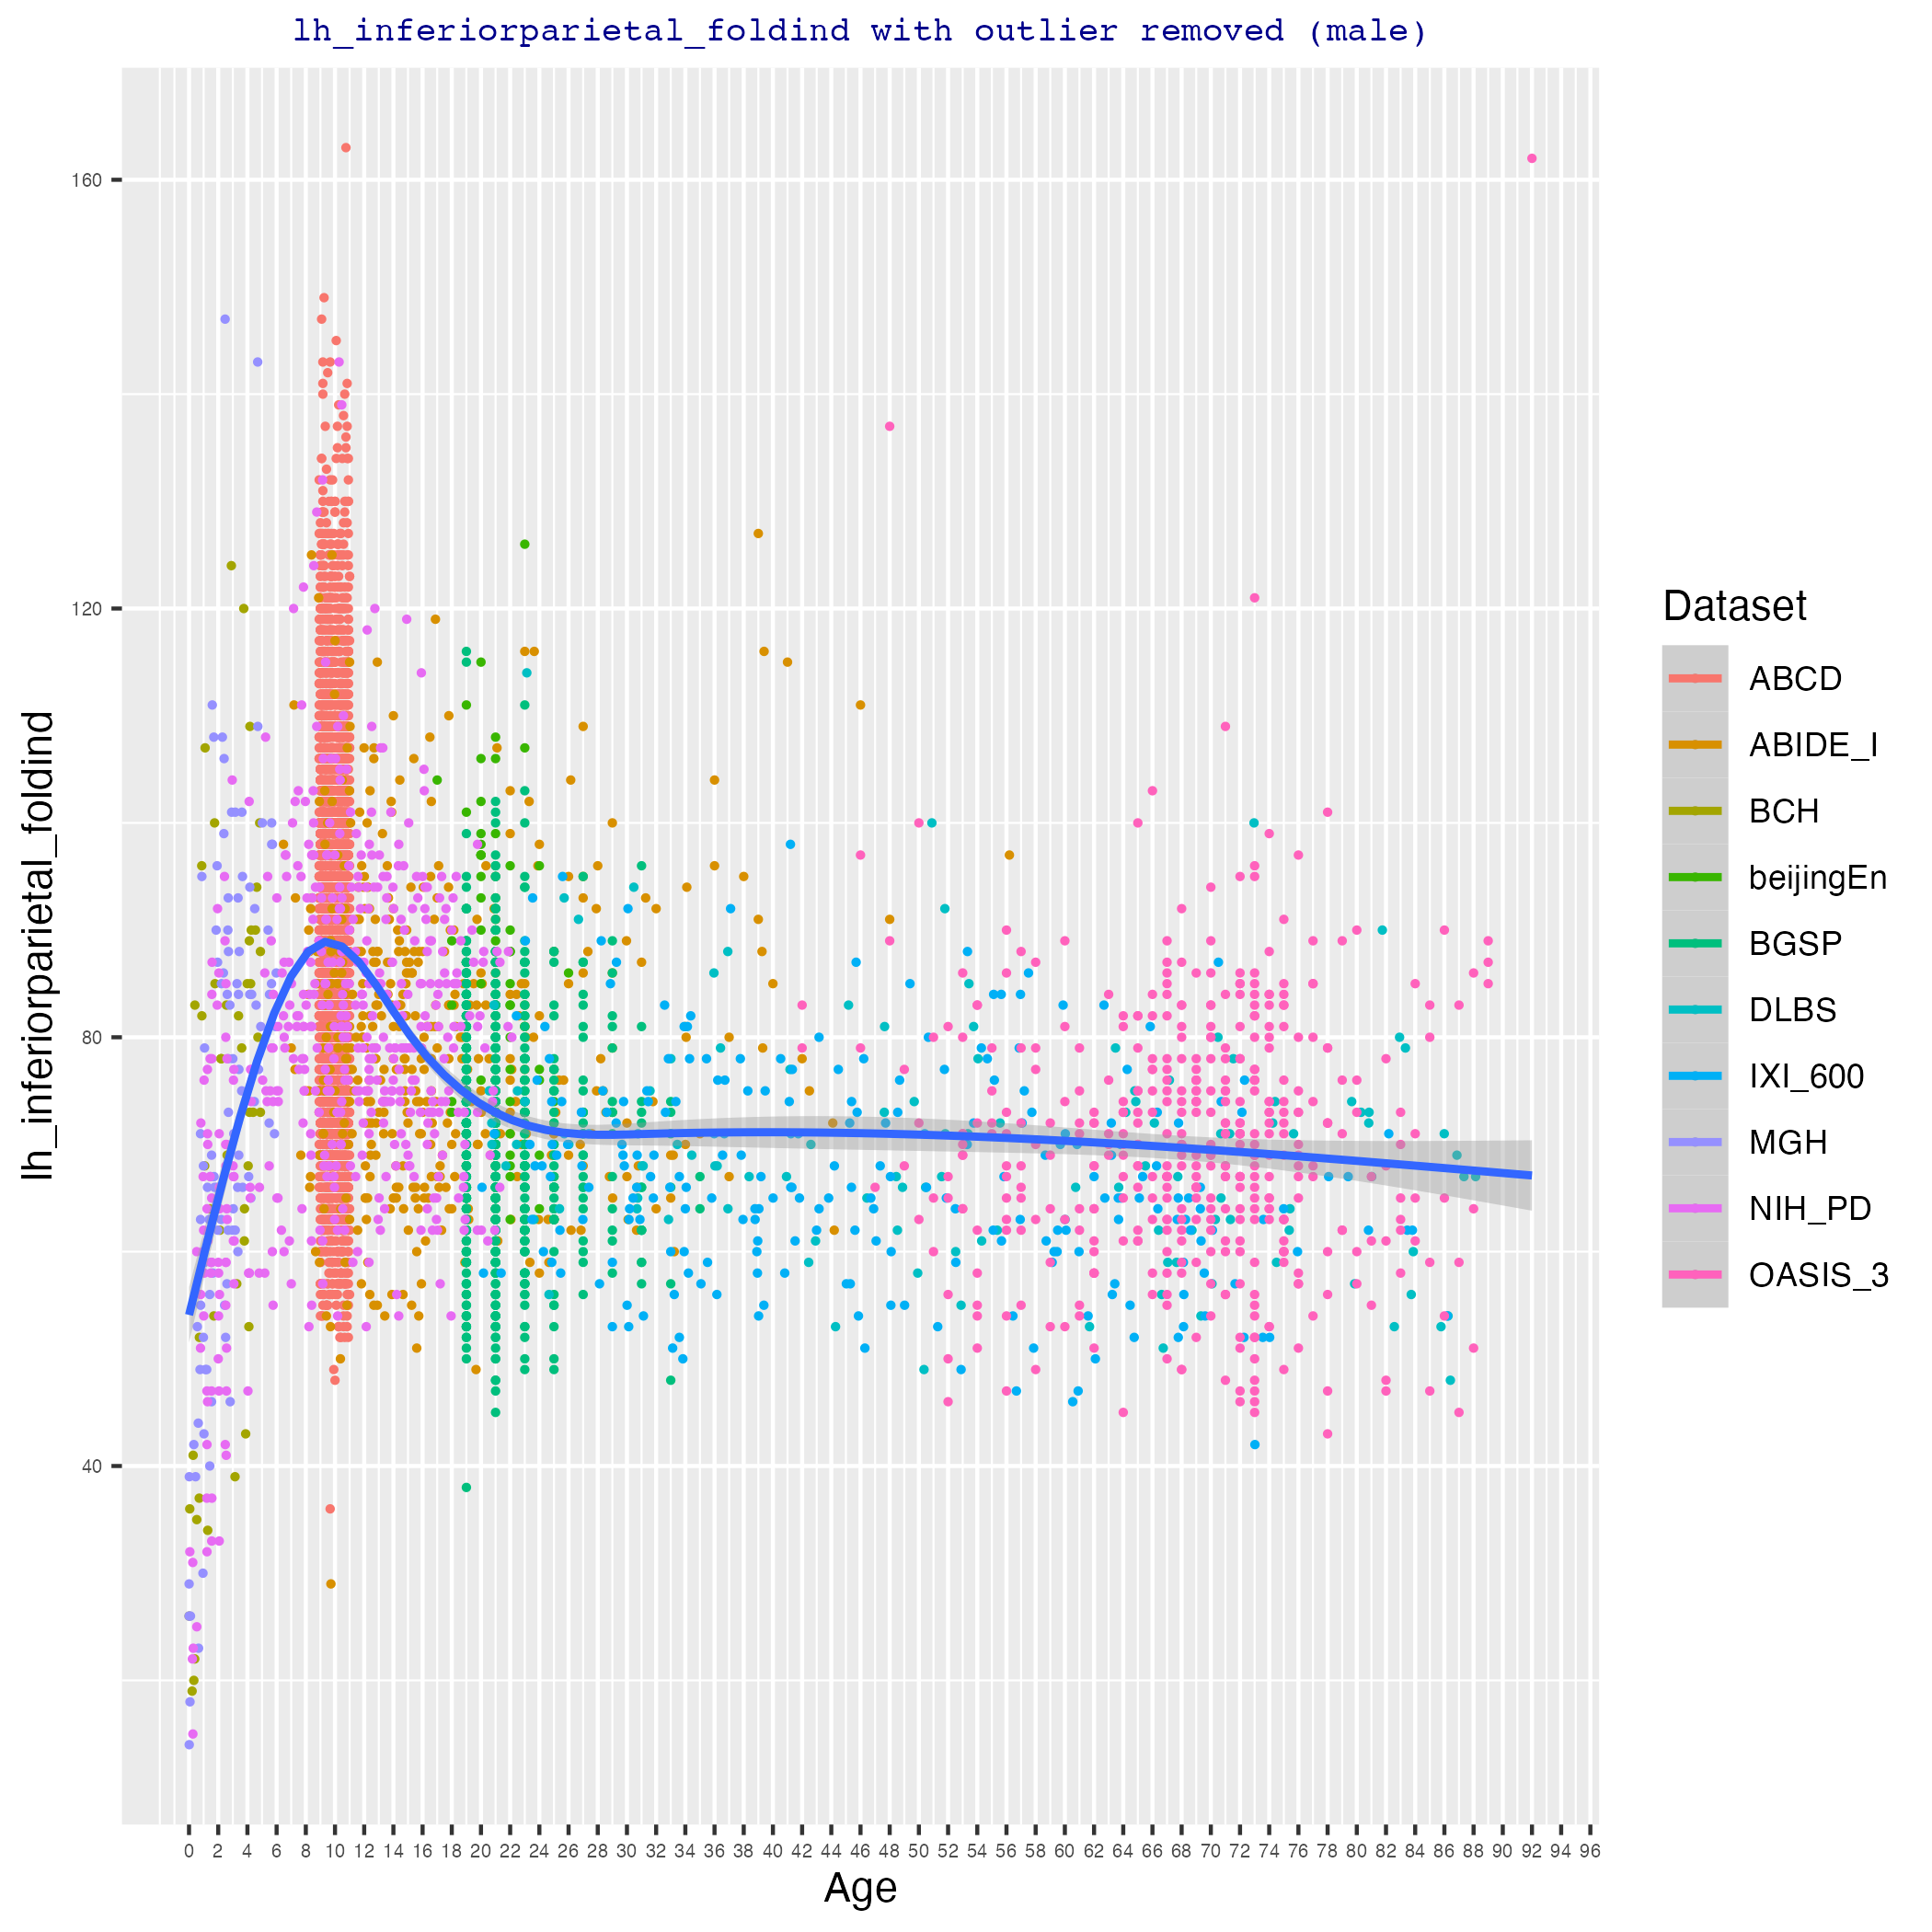 lh_inferiorparietal_foldind with outlier removed (male)
160
120
80
40
lh_inferiorparietal_foldind
0 2 4 6 8 10 12 14 16 18 20 22 24 26 28 30 32 34 36 38 40 42 44 46 48 50 52 54 56 58 60 62 64 66 68 70 72 74 76 78 80 82 84 86 88 90 92 94 96
Age
Dataset
ABCD
ABIDE_I
BCH
beijingEn
BGSP
DLBS
IXI_600
MGH
NIH_PD
OASIS_3